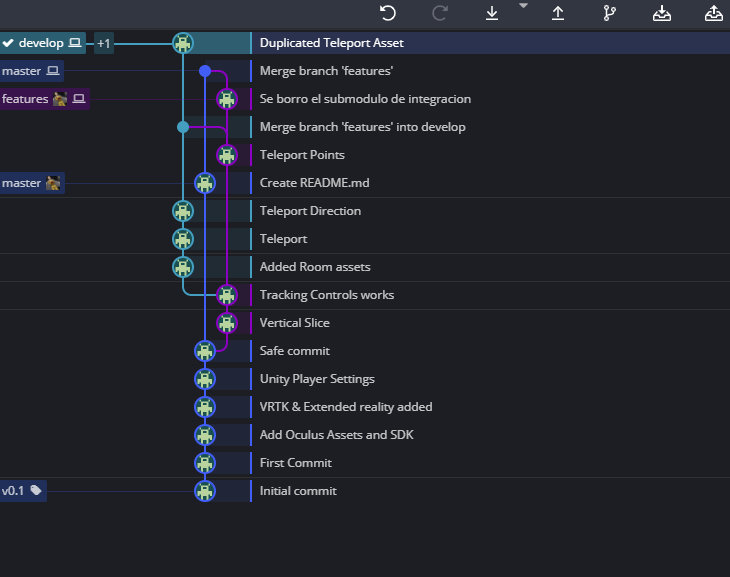 develop +1 Duplicated Teleport Asset
master Merge branch 'features'
features Se borro el submodulo de integracion
Merge branch 'features' into develop
Teleport Points
master Create README.md
Teleport Direction
Teleport
Added Room assets
Tracking Controls works
Vertical Slice
Safe commit
Unity Player Settings
VRTK & Extended reality added
Add Oculus Assets and SDK
First Commit
v0.1 Initial commit